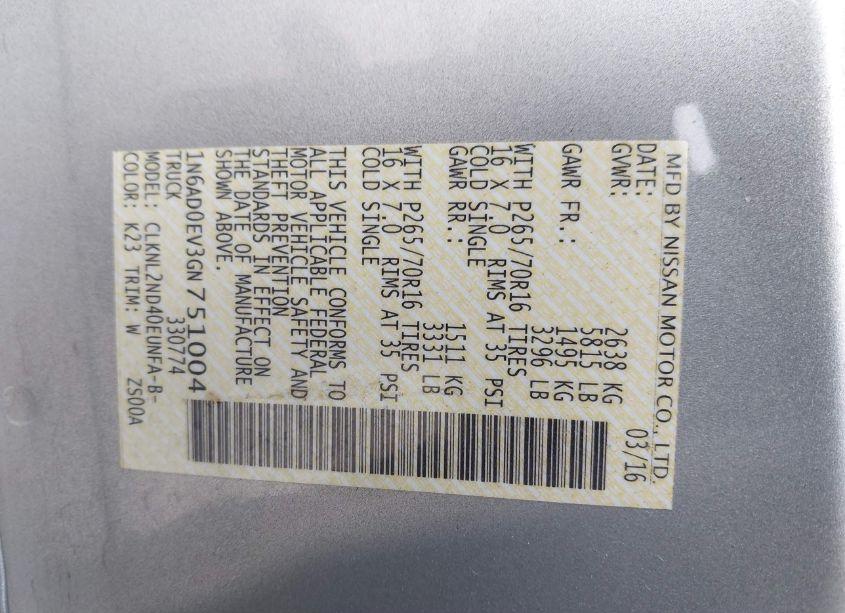 MFD BY NISSAN MOTOR CO., LTD.
DATE: 03/16
GVWR: 2638 KG
5815 LB
GAWR FR.: 1495 KG
3296 LB
WITH P265/70R16 TIRES
16 X 7.0 RIMS AT 35 PSI
COLD SINGLE
GAWR RR.: 1511 KG
3331 LB
WITH P265/70R16 TIRES
16 X 7.0 RIMS AT 35 PSI
COLD SINGLE
THIS VEHICLE CONFORMS TO
ALL APPLICABLE FEDERAL
MOTOR VEHICLE SAFETY AND
THEFT PREVENTION
STANDARDS IN EFFECT ON
THE DATE OF MANUFACTURE
SHOWN ABOVE.
1N6AD0EV3GN751004
TRUCK 330774
MODEL: CLKNL2ND40EUNFA-B-
COLOR: K23 TRIM: W ZS00A